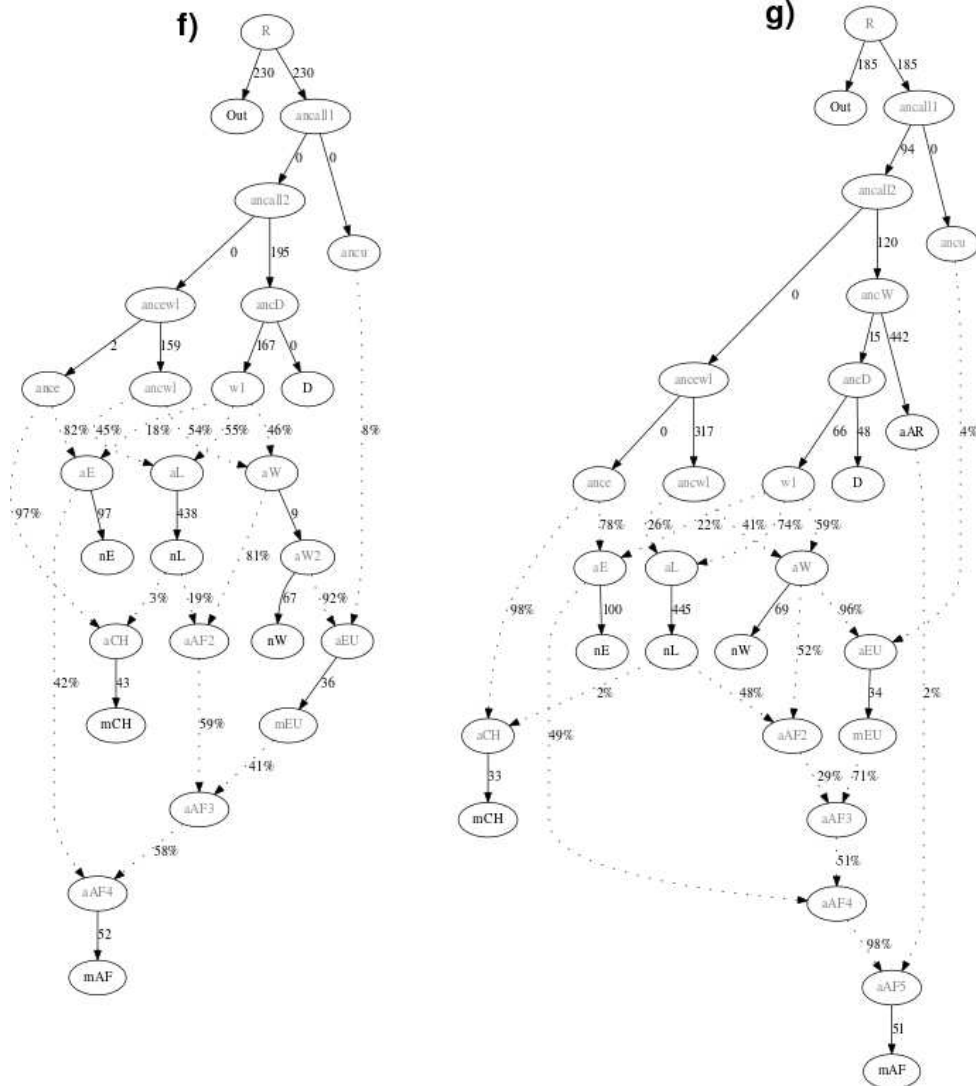 f)
R
230 230
Out ancall1
0 0
ancall2
ancu
0 195
ancewl ancD
2 159 167 0
ance ancwl wl D
82% 45% 18% 54% 55% 46% 8%
aE aL aW
97% 97 438 81% 9
nE nL aW2
3% 19% 67 92%
aCH aAF2 nW aEU
42% 43 59% 36
mCH mEU
41%
aAF3
58%
aAF4
52
mAF
g)
R
185 185
Out ancall1
94 0
ancall2
ancu
0 120
ancW
15 442
ancewl ancD
aAR 4%
0 317 66 48
ance ancwl wl D
78% 26% 22% 41% 74% 59%
aE aL aW
98% 100 445 69 52% 96%
nE nL nW aEU
2% 48% 34 2%
aCH 49% aAF2 mEU
33 29% 71%
mCH aAF3
51%
aAF4
98%
aAF5
51
mAF